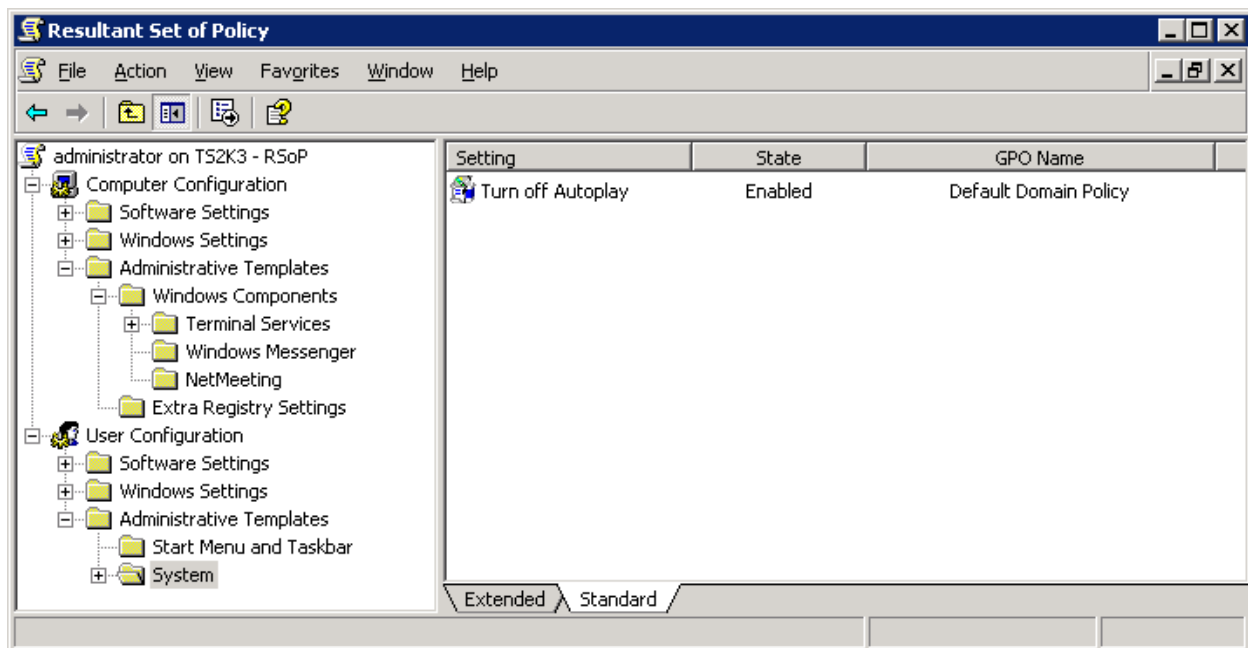 Resultant Set of Policy
File Action View Favorites Window Help
administrator on TS2K3 - RSoP
Computer Configuration
Software Settings
Windows Settings
Administrative Templates
Windows Components
Terminal Services
Windows Messenger
NetMeeting
Extra Registry Settings
User Configuration
Software Settings
Windows Settings
Administrative Templates
Start Menu and Taskbar
System
Setting State GPO Name
Turn off Autoplay Enabled Default Domain Policy
Extended Standard